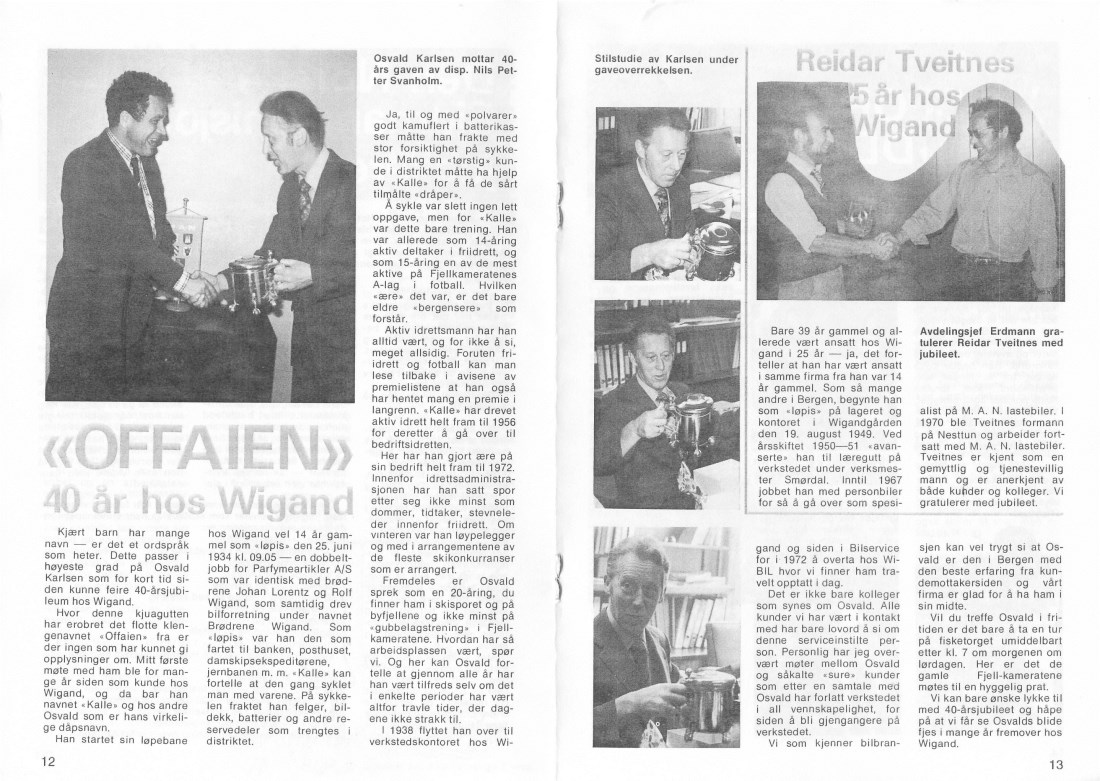 Osvald Karlsen mottar 40-
års gaven av disp. Nils Pet-
ter Svanholm.
«OFFAIEN»
40 år hos Wigand
Kjært barn har mange
navn — er det et ordspråk
som heter. Dette passer i
høyeste grad på Osvald
Karlsen som for kort tid si-
den kunne feire 40-årsjubi-
leum hos Wigand.
Hvor denne kjuagutten
har erobret det flotte klen-
genavnet «Offaien» fra er
der ingen som har kunnet gi
opplysninger om. Mitt første
møte med ham ble for man-
ge år siden som kunde hos
Wigand, og da bar han
navnet «Kalle» og hos andre
Osvald som er hans virkeli-
ge dåpsnavn.
Han startet sin løpebane
hos Wigand vel 14 år gam-
mel som «løpis» den 25. juni
1934 kl. 09.05 — en dobbelt-
jobb for Parfymeartikler A/S
som var identisk med brød-
rene Johan Lorentz og Rolf
Wigand, som samtidig drev
bilforretning under navnet
Brødrene Wigand. Som
«løpis» var han den som
fartet til banken, posthuset,
damskipsekspeditørene,
jernbanen m. m. «Kalle» kan
fortelle at den gang syklet
man med varene. På sykke-
len fraktet han felger, bil-
dekk, batterier og andre re-
servedeler som trengtes i
distriktet.
Ja, til og med «polvarer»
godt kamuflert i batterikas-
ser måtte han frakte med
stor forsiktighet på sykke-
len. Mang en «tørstig» kun-
de i distriktet måtte ha hjelp
av «Kalle» for å få de sårt
tilmålte «dråper».
Å sykle var slett ingen lett
oppgave, men for «Kalle»
var dette bare trening. Han
var allerede som 14-åring
aktiv deltaker i friidrett, og
som 15-åring en av de mest
aktive på Fjellkameratenes
A-lag i fotball. Hvilken
«ære» det var, er det bare
eldre «bergensere» som
forstår.
Aktiv idrettsmann har han
alltid vært, og for ikke å si,
meget allsidig. Foruten fri-
idrett og fotball kan man
lese tilbake i avisene av
premielistene at han også
har hentet mang en premie i
langrenn. «Kalle» har drevet
aktiv idrett helt fram til 1956
for deretter å gå over til
bedriftsidretten.
Her har han gjort ære på
sin bedrift helt fram til 1972.
Innenfor idrettsadministra-
sjonen har han satt spor
etter seg ikke minst som
dommer, tidtaker, stevnele-
der innenfor friidrett. Om
vinteren var han løypelegger
og med i arrangementene av
de fleste skikonkurranser
som er arrangert.
Fremdeles er Osvald
sprek som en 20-åring, du
finner ham i skisporet og på
byfjellene og ikke minst på
«gubbelagstrening» i Fjell-
kameratene. Hvordan har så
arbeidsplassen vært, spør
vi. Og her kan Osvald for-
telle at gjennom alle år har
han vært tilfreds selv om det
i enkelte perioder har vært
altfor travle tider, der dag-
ene ikke strakk til.
I 1938 flyttet han over til
verkstedskontoret hos Wi-
12
Stilstudie av Karlsen under
gaveoverrekkelsen.
Reidar Tveitnes
25 år hos
Wigand
Bare 39 år gammel og al-
lerede vært ansatt hos Wi-
gand i 25 år — ja, det for-
teller at han har vært ansatt
i samme firma fra han var 14
år gammel. Som så mange
andre i Bergen, begynte han
som «løpis» på lageret og
kontoret i Wigandgården
den 19. august 1949. Ved
årsskiftet 1950—51 «avan-
serte» han til læregutt på
verkstedet under verksmes-
ter Smørdal. Inntil 1967
jobbet han med personbiler
for så å gå over som spesi-
Avdelingsjef Erdmann gra-
tulerer Reidar Tveitnes med
jubileet.
alist på M. A. N. lastebiler. I
1970 ble Tveitnes formann
på Nesttun og arbeider fort-
satt med M. A. N. lastebiler.
Tveitnes er kjent som en
gemyttlig og tjenestevillig
mann og er anerkjent av
både kunder og kolleger. Vi
gratulerer med jubileet.
gand og siden i Bilservice
for i 1972 å overta hos Wi-
BIL hvor vi finner ham tra-
velt opptatt i dag.
Det er ikke bare kolleger
som synes om Osvald. Alle
kunder vi har vært i kontakt
med har bare lovord å si om
denne serviceinnstilte per-
son. Personlig har jeg over-
vært møter mellom Osvald
og såkalte «sure» kunder
som etter en samtale med
Osvald har forlatt verkstedet
i all vennskapelighet, for
siden å bli gjengangere på
verkstedet.
Vi som kjenner bilbran-
sjen kan vel trygt si at Os-
vald er den i Bergen med
den beste erfaring fra kun-
demottakersiden og vårt
firma er glad for å ha ham i
sin midte.
Vil du treffe Osvald i fri-
tiden er det bare å ta en tur
på fisketorget umiddelbart
etter kl. 7 om morgenen om
lørdagen. Her er det de
gamle Fjell-kameratene
møtes til en hyggelig prat.
Vi kan bare ønske lykke til
med 40-årsjubileet og håpe
på at vi får se Osvalds blide
fjes i mange år fremover hos
Wigand.
13